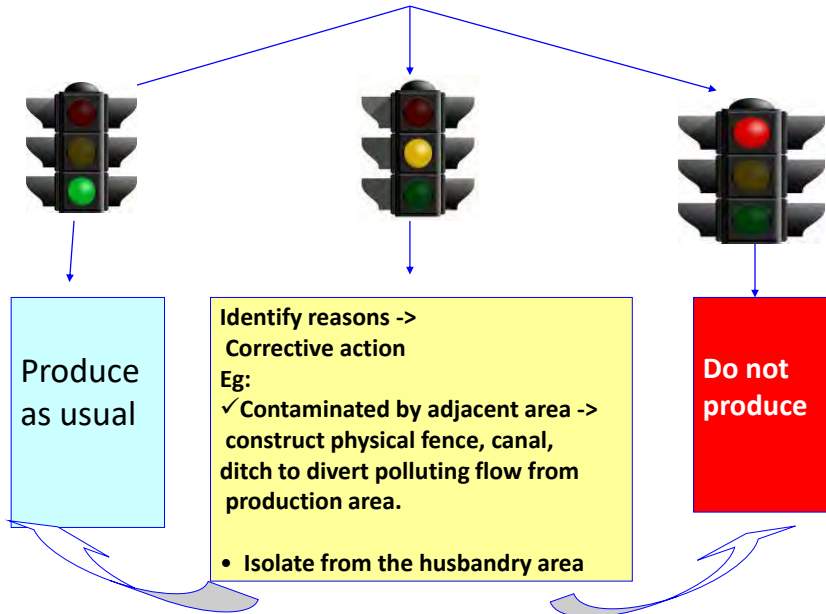 Produce
as usual
Identify reasons ->
Corrective action
Eg:
✓Contaminated by adjacent area ->
construct physical fence, canal,
ditch to divert polluting flow from
production area.
• Isolate from the husbandry area
Do not
produce